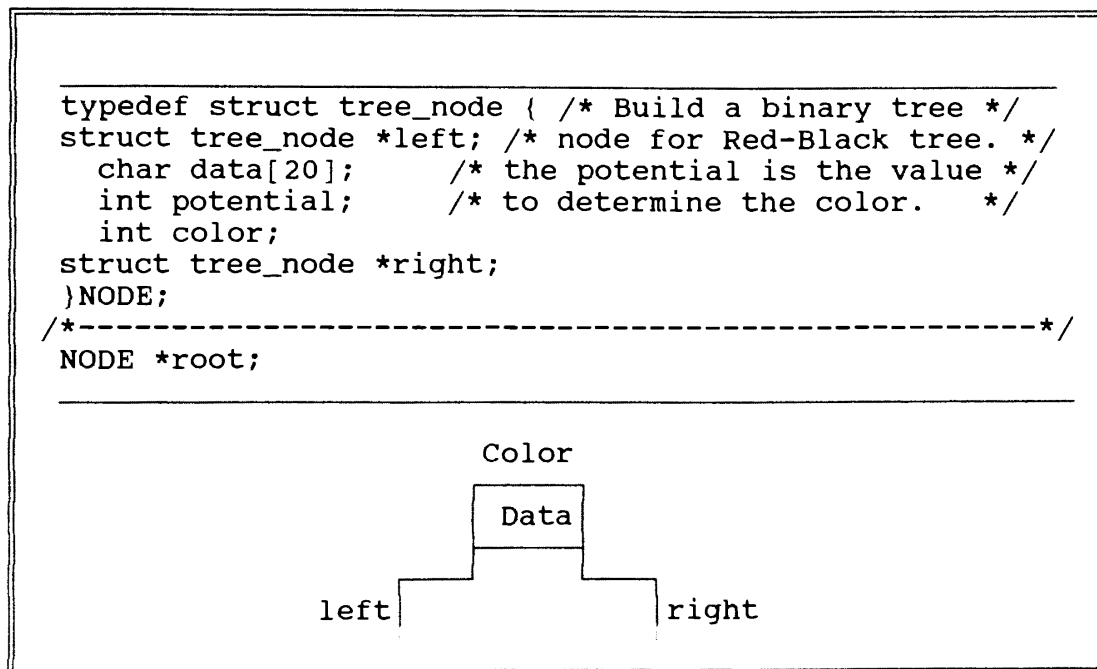 typedef struct tree_node { /* Build a binary tree */
struct tree_node *left; /* node for Red-Black tree. */
char data[20]; /* the potential is the value */
int potential; /* to determine the color. */
int color;
struct tree_node *right;
}NODE;
/*----------------------------------------------------*/
NODE *root;
Color
Data
left right